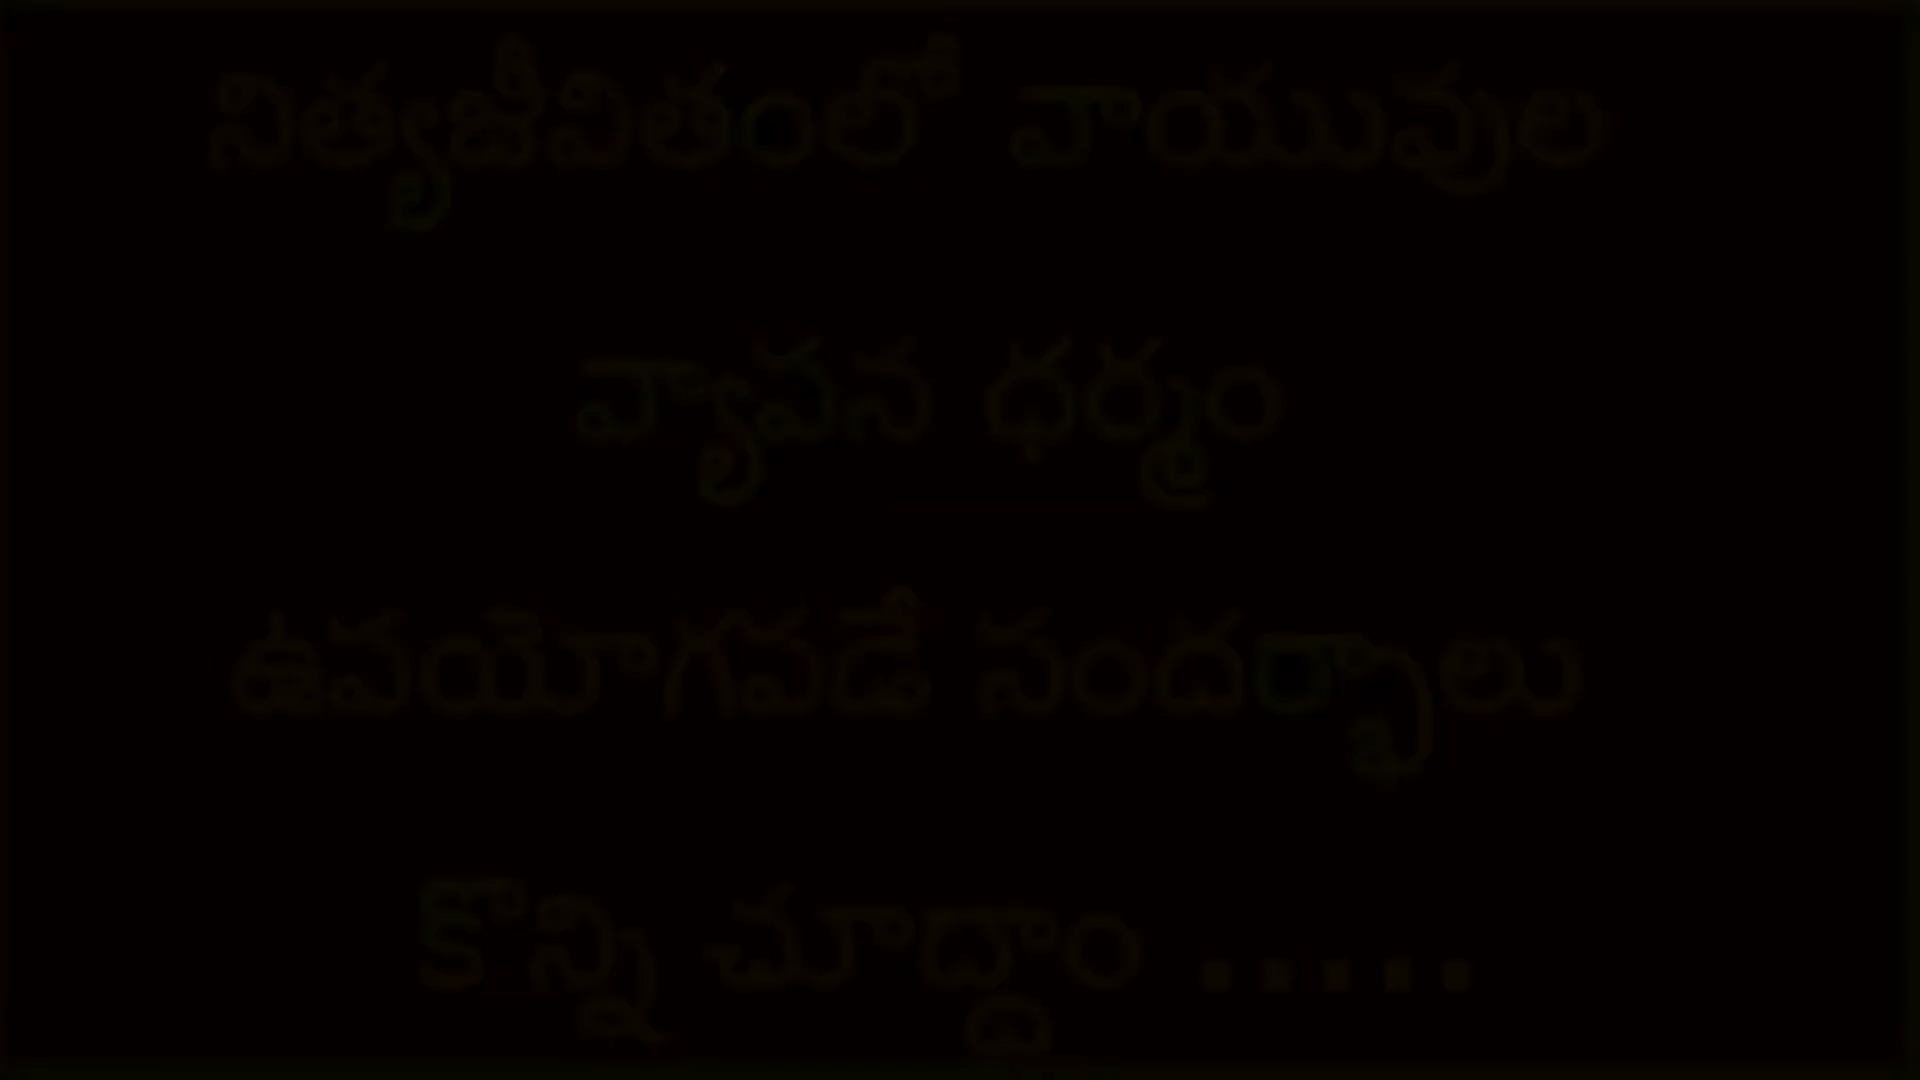 నిత్యజీవితంలో వాయువుల
వ్యాపన ధర్మం
ఉపయోగపడే సందర్భాలు
కొన్ని చూద్దాం .....